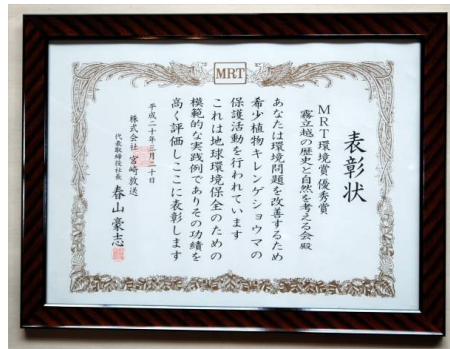 MRT
表彰状
MRT環境賞優秀賞
霧立越の歴史と自然を考える会殿
あなたは環境問題を改善するため
希少植物キレンゲショウマの
保護活動を行われています
これは地球環境保全のための
模範的な実践例でありその功績を
高く評価しここに表彰します
平成二十年三月二十日
株式会社 宮崎放送
代表取締役社長 春山豪志